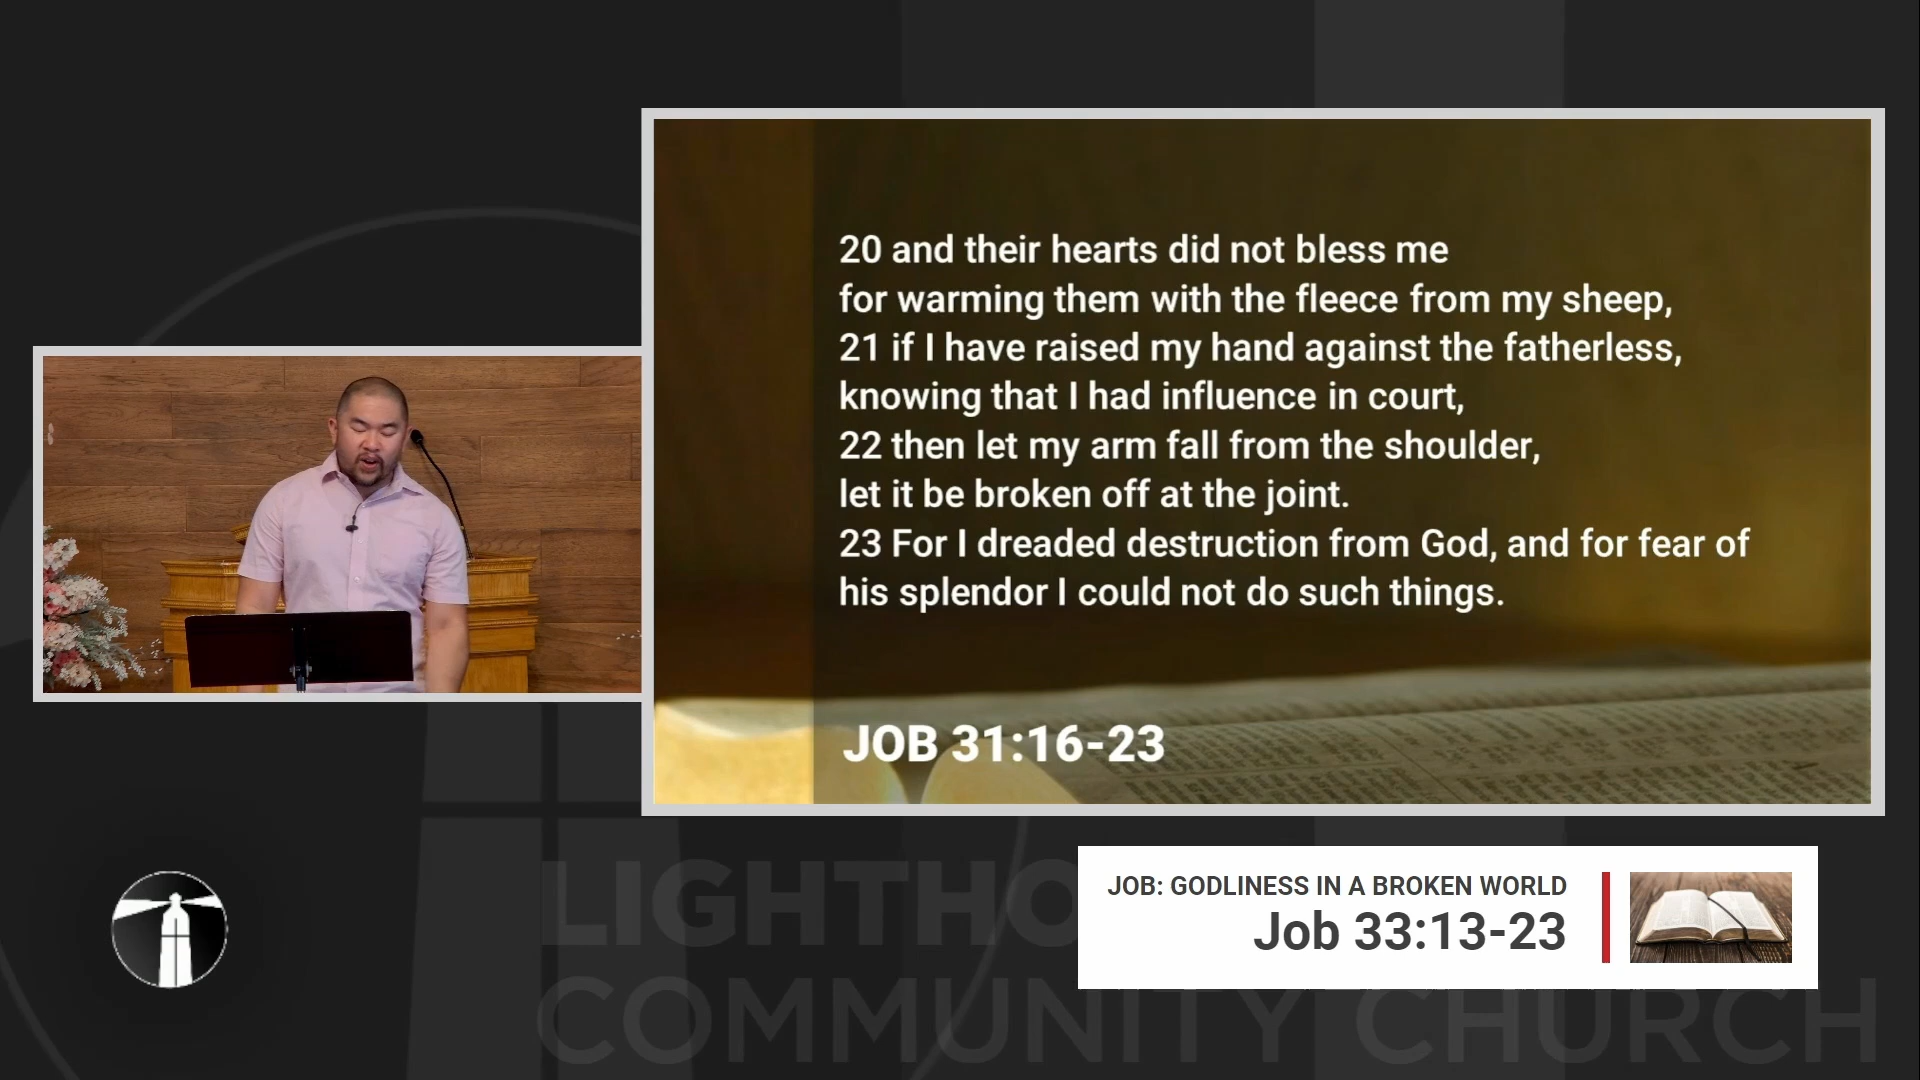 20 and their hearts did not bless me
for warming them with the fleece from my sheep,
21 if I have raised my hand against the fatherless,
knowing that I had influence in court,
22 then let my arm fall from the shoulder,
let it be broken off at the joint.
23 For I dreaded destruction from God, and for fear of
his splendor I could not do such things.
JOB 31:16-23
JOB: GODLINESS IN A BROKEN WORLD
Job 33:13-23
LIGHTHO
COMMUNITY CHURCH